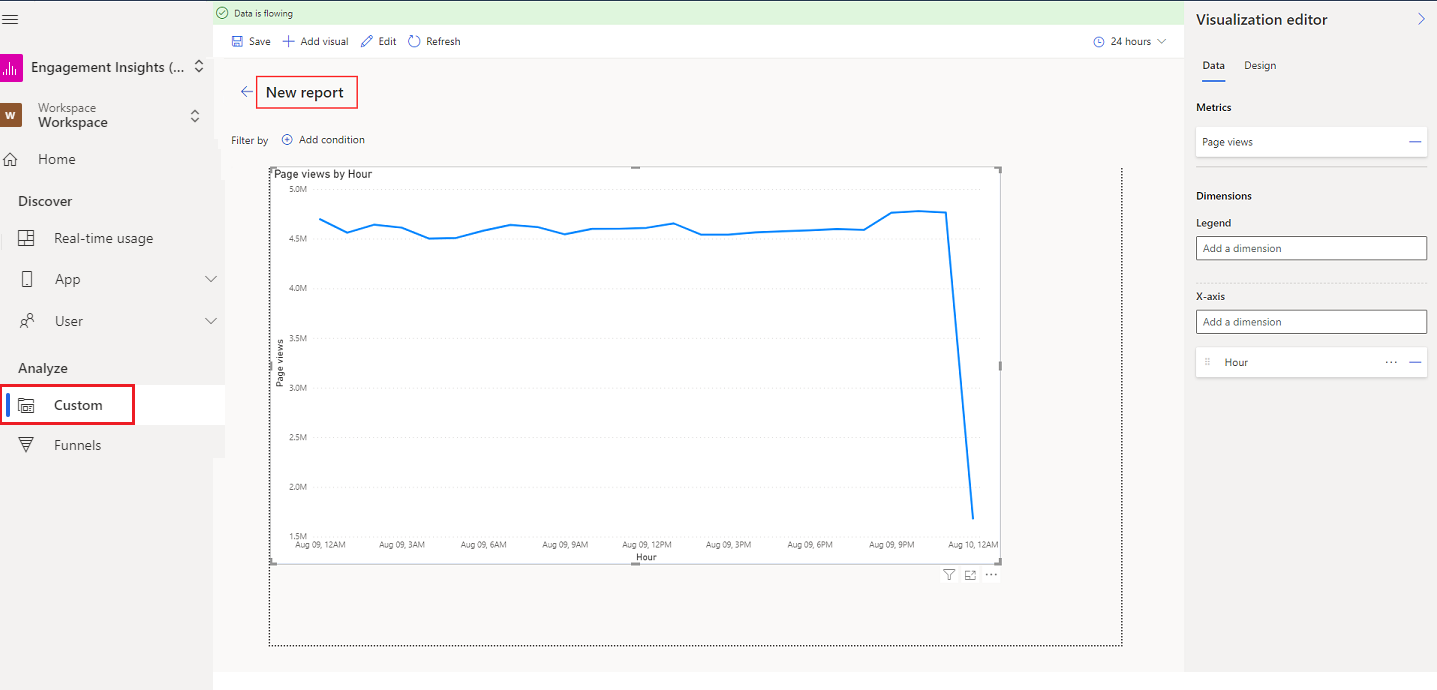 Data is flowing
Save Add visual Edit Refresh 24 hours
Engagement Insights (...
W
Workspace
Workspace
Home
Discover
Real-time usage
App
User
Analyze
Custom
Funnels
New report
Filter by Add condition
Page views by Hour
5.0M
4.5M
4.0M
3.5M
3.0M
2.5M
2.0M
1.5M
Page views
Aug 09, 12AM Aug 09, 3AM Aug 09, 6AM Aug 09, 9AM Aug 09, 12PM Aug 09, 3PM Aug 09, 6PM Aug 09, 9PM Aug 10, 12AM
Hour
Visualization editor
Data Design
Metrics
Page views
Dimensions
Legend
Add a dimension
X-axis
Add a dimension
Hour